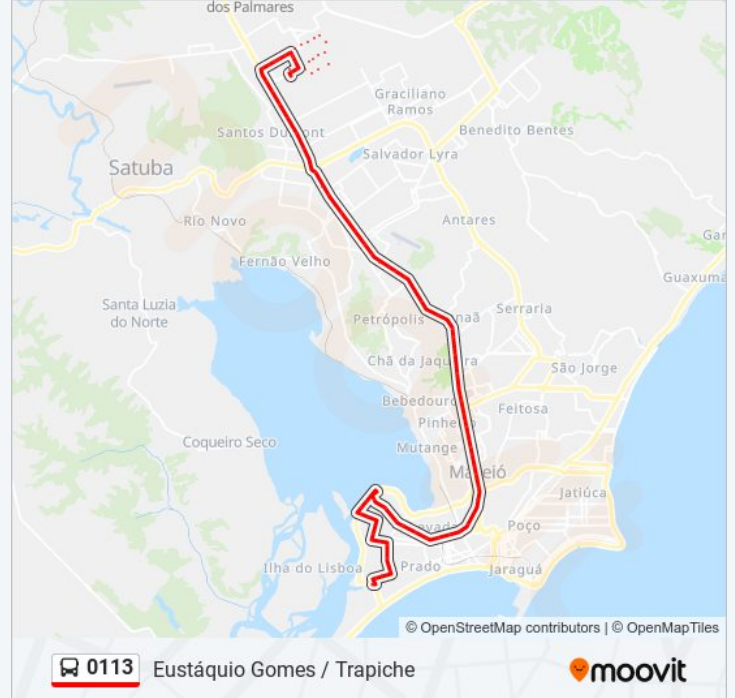 dos Palmares
Graciliano
Ramos
Santos Dumont
Benedito Bentes
Salvador Lyra
Satuba
Rio Novo
Antares
Fernão Velho
Guaxuma
Santa Luzia
do Norte
Serraria
Petrópolis
Chã da Jaqueira
São Jorge
Bebedouro
Feitosa
Mutange
Coqueiro Seco
Maceió
Jatiúca
Poço
Ilha do Lisboa
Prado
Jaraguá
© OpenStreetMap contributors | © OpenMapTiles
0113 Eustáquio Gomes / Trapiche
moovit